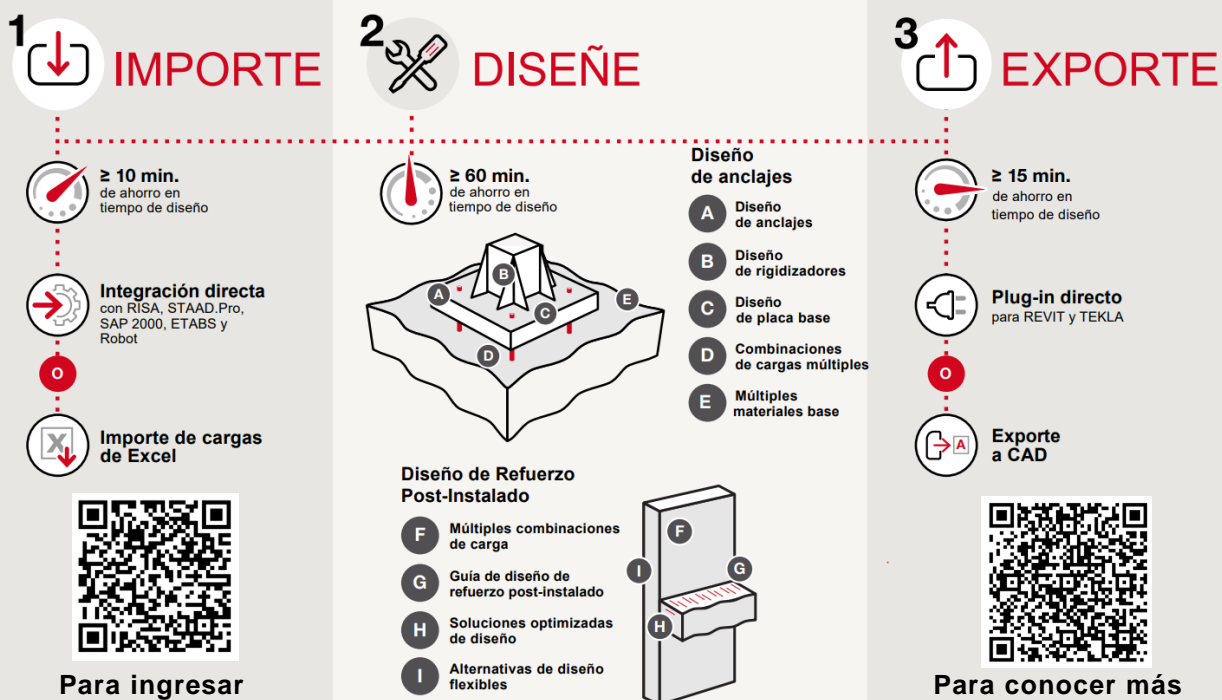 1
IMPORTE
≥ 10 min.
de ahorro en
tiempo de diseño
Integración directa
con RISA, STAAD.Pro,
SAP 2000, ETABS y
Robot
O
X
Importe de cargas
de Excel
Para ingresar
2
DISEÑE
≥ 60 min.
de ahorro en
tiempo de diseño
A
B
C
D
E
Diseño
de anclajes
A
Diseño
de anclajes
B
Diseño
de rigidizadores
C
Diseño
de placa base
D
Combinaciones
de cargas múltiples
E
Múltiples
materiales base
Diseño de Refuerzo
Post-Instalado
F
Múltiples combinaciones
de carga
G
Guía de diseño de
refuerzo post-instalado
H
Soluciones optimizadas
de diseño
I
Alternativas de diseño
flexibles
F
G
H
I
3
EXPORTE
≥ 15 min.
de ahorro en
tiempo de diseño
Plug-in directo
para REVIT y TEKLA
O
A
Exporte
a CAD
Para conocer más